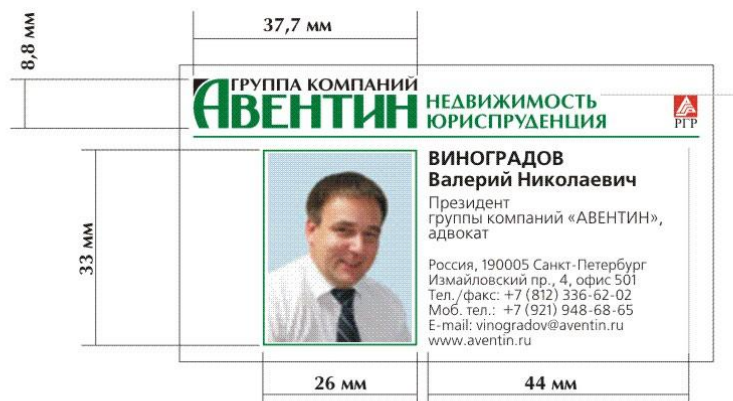 37,7 мм
8,8 мм
ГРУППА КОМПАНИЙ
АВЕНТИН
НЕДВИЖИМОСТЬ
ЮРИСПРУДЕНЦИЯ
РГР
33 мм
ВИНОГРАДОВ
Валерий Николаевич
Президент
группы компаний «АВЕНТИН»,
адвокат
Россия, 190005 Санкт-Петербург
Измайловский пр., 4, офис 501
Тел./факс: +7 (812) 336-62-02
Моб. тел.: +7 (921) 948-68-65
E-mail: vinogradov@aventin.ru
www.aventin.ru
26 мм
44 мм